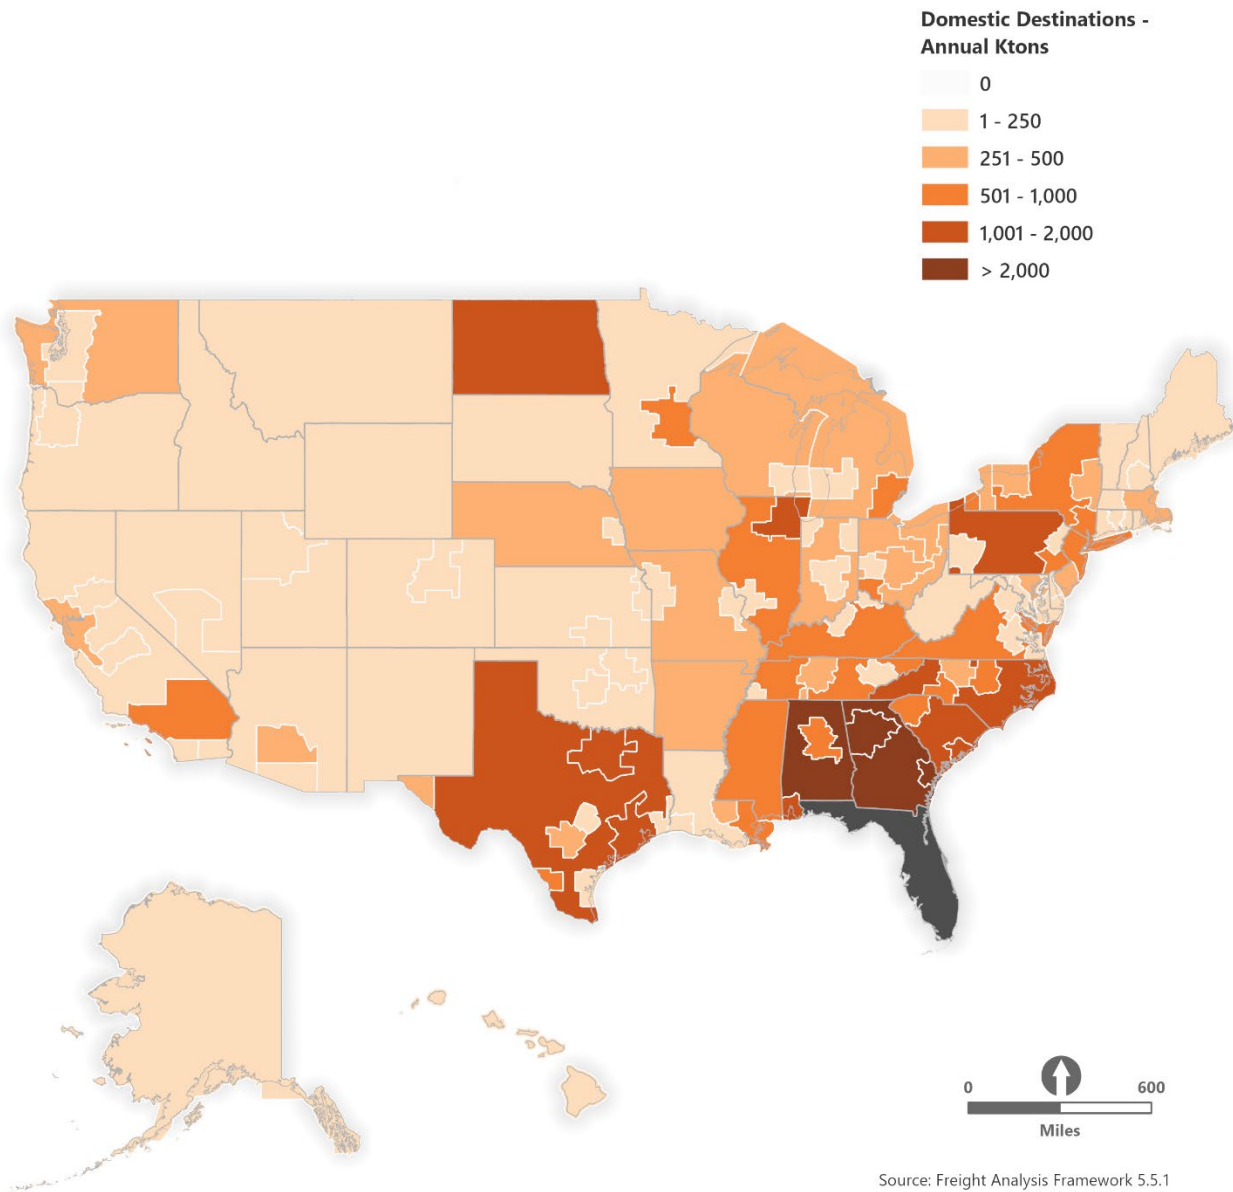 Domestic Destinations -
Annual Ktons
0
1 - 250
251 - 500
501 - 1,000
1,001 - 2,000
> 2,000
0 600
Miles
Source: Freight Analysis Framework 5.5.1